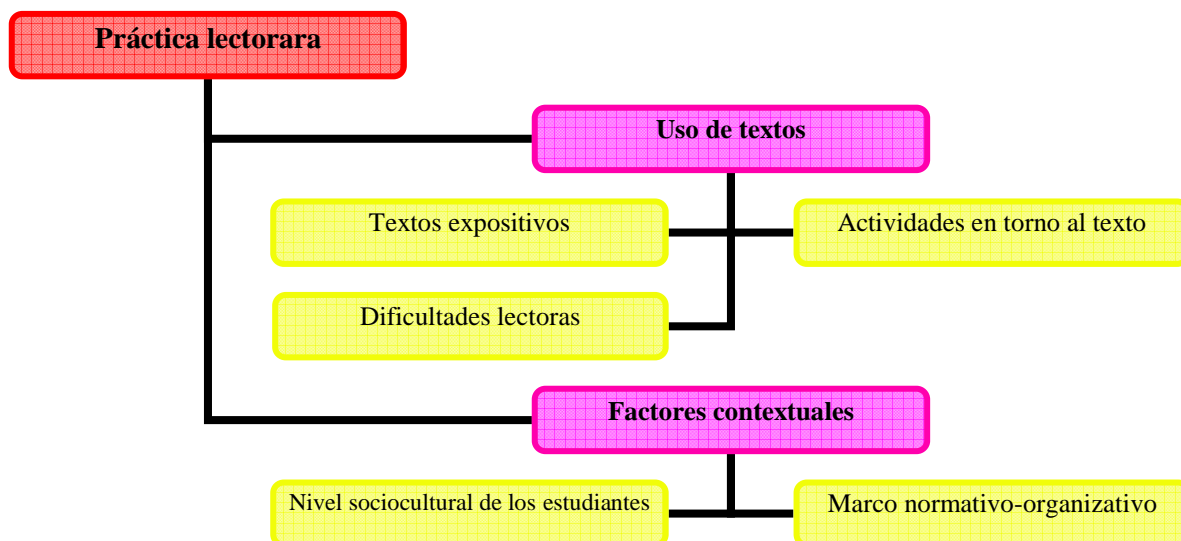 Práctica lectorara
Uso de textos
Textos expositivos
Actividades en torno al texto
Dificultades lectoras
Factores contextuales
Nivel sociocultural de los estudiantes
Marco normativo-organizativo